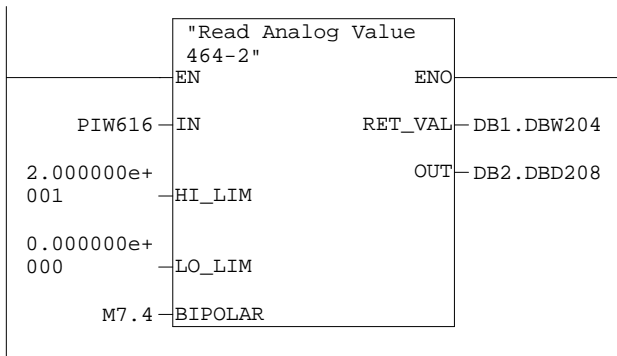 "Read Analog Value
464-2"
EN ENO
PIW616 IN RET_VAL DB1.DBW204
2.000000e+ OUT DB2.DBD208
001 HI_LIM
0.000000e+
000 LO_LIM
M7.4 BIPOLAR